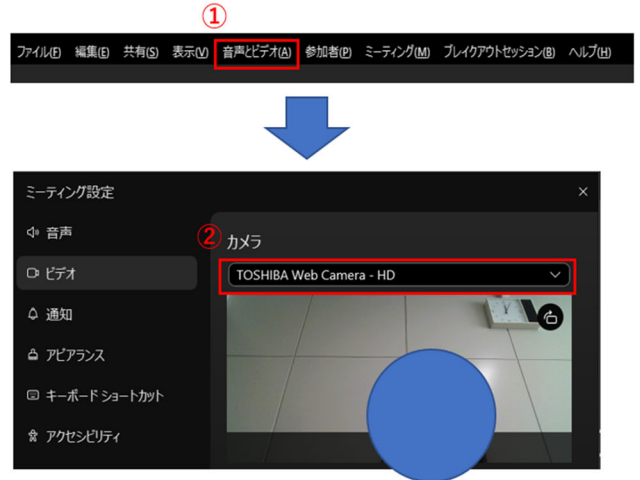 ①
ファイル(F) 編集(E) 共有(S) 表示(V) 音声とビデオ(A) 参加者(P) ミーティング(M) ブレイクアウトセッション(B) ヘルプ(H)
ミーティング設定
音声
ビデオ
通知
アピアランス
キーボード ショートカット
アクセシビリティ
②
カメラ
TOSHIBA Web Camera - HD